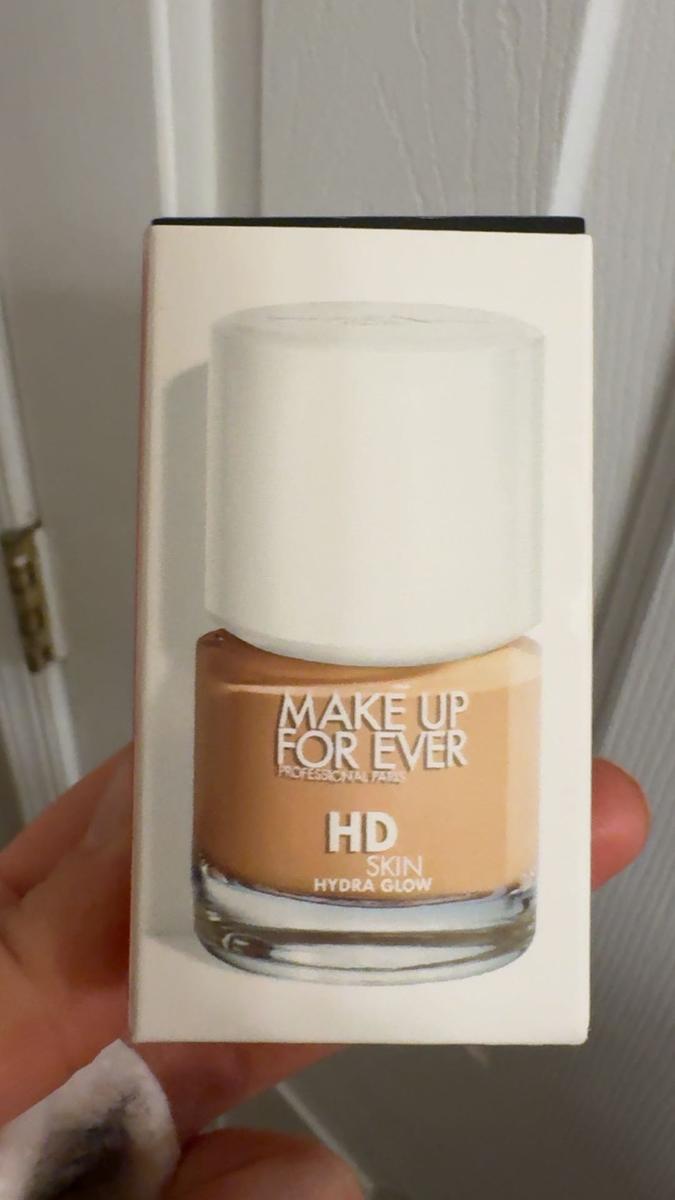 MAKE UP
FOR EVER
PROFESSIONAL PARIS
HD
SKIN
HYDRA GLOW